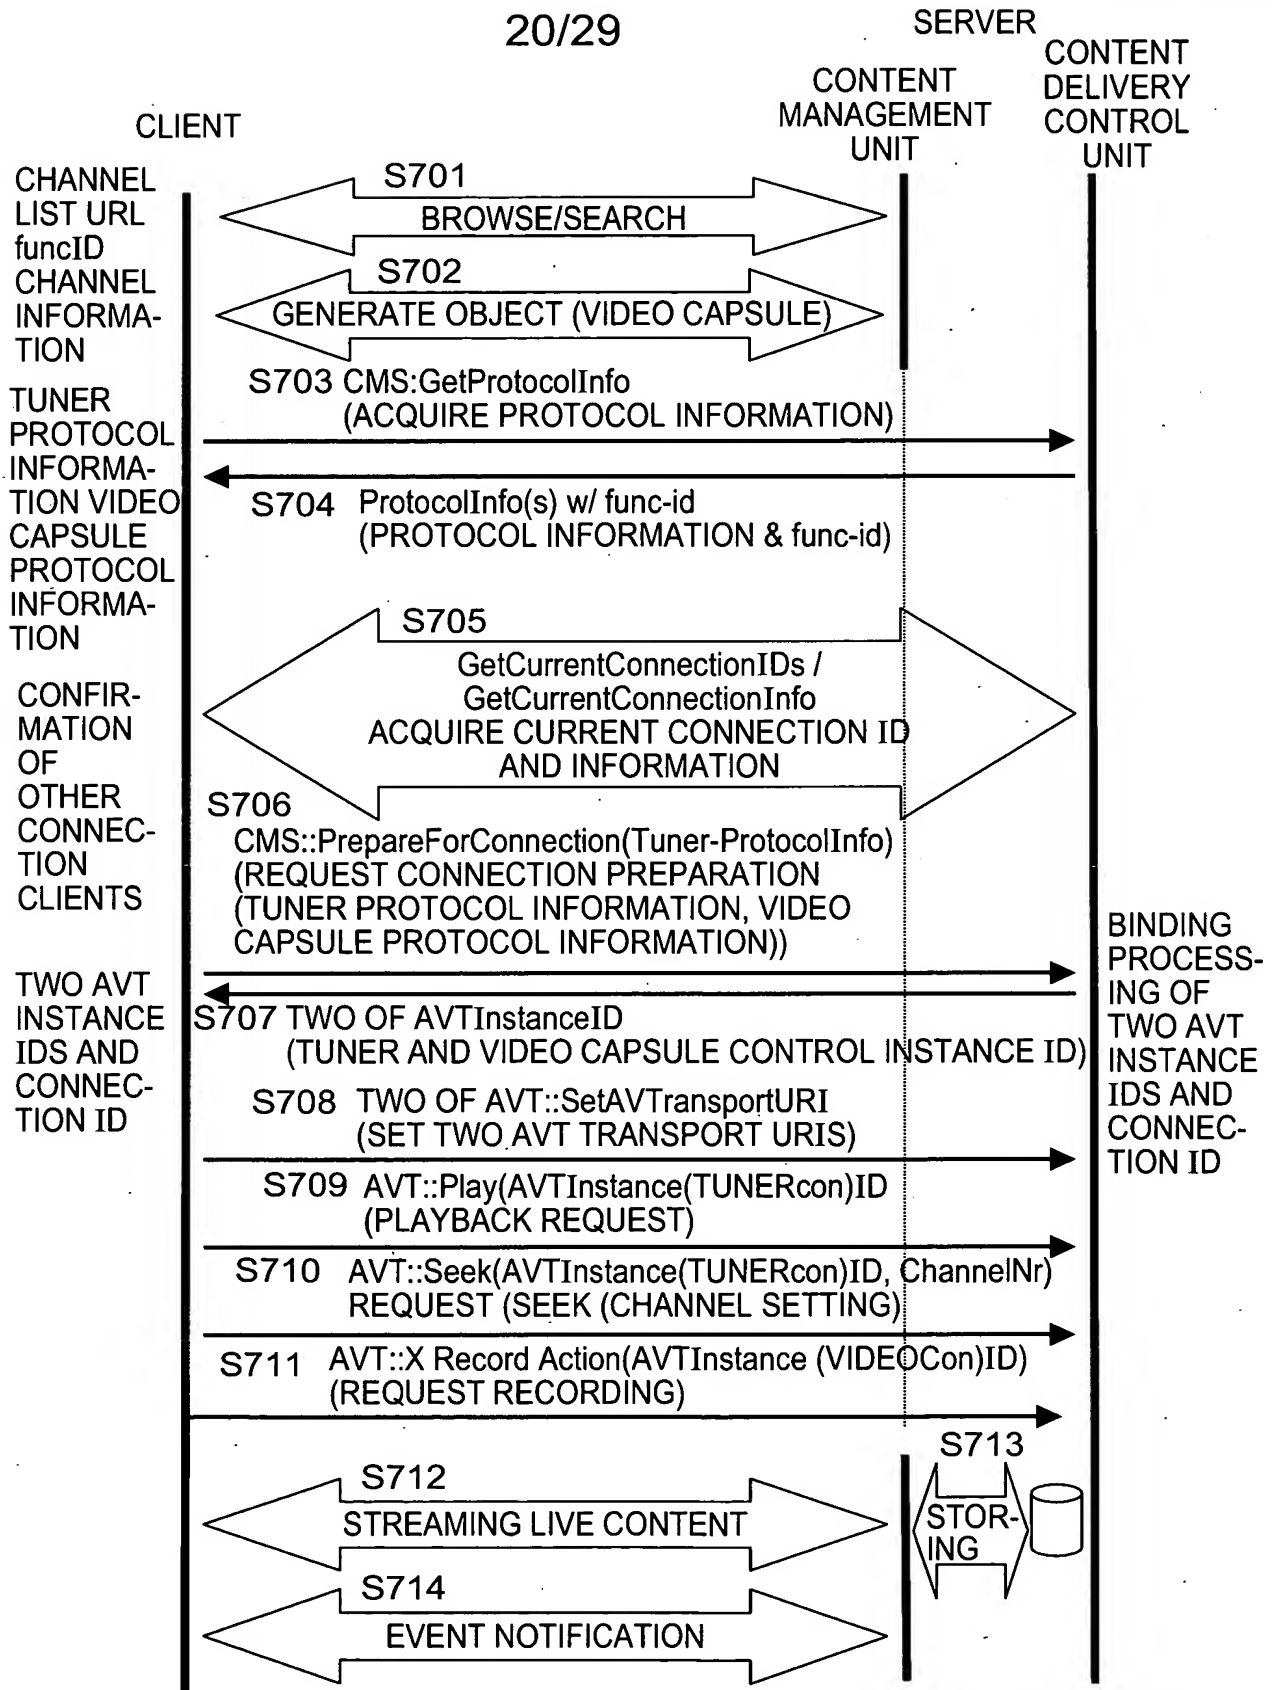 20/29
SERVER
CLIENT
CONTENT
MANAGEMENT
UNIT
CONTENT
DELIVERY
CONTROL
UNIT
CHANNEL
LIST URL
funcID
CHANNEL
INFORMA-
TION
S701
BROWSE/SEARCH
S702
GENERATE OBJECT (VIDEO CAPSULE)
TUNER
PROTOCOL
INFORMA-
TION VIDEO
CAPSULE
PROTOCOL
INFORMA-
TION
S703 CMS:GetProtocolInfo
(ACQUIRE PROTOCOL INFORMATION)
S704 ProtocolInfo(s) w/ func-id
(PROTOCOL INFORMATION & func-id)
CONFIR-
MATION
OF
OTHER
CONNEC-
TION
CLIENTS
S705
GetCurrentConnectionIDs /
GetCurrentConnectionInfo
ACQUIRE CURRENT CONNECTION ID
AND INFORMATION
S706
CMS::PrepareForConnection(Tuner-ProtocolInfo)
(REQUEST CONNECTION PREPARATION
(TUNER PROTOCOL INFORMATION, VIDEO
CAPSULE PROTOCOL INFORMATION))
TWO AVT
INSTANCE
IDS AND
CONNEC-
TION ID
S707 TWO OF AVTInstanceID
(TUNER AND VIDEO CAPSULE CONTROL INSTANCE ID)
BINDING
PROCESS-
ING OF
TWO AVT
INSTANCE
IDS AND
CONNEC-
TION ID
S708 TWO OF AVT::SetAVTransportURI
(SET TWO AVT TRANSPORT URIS)
S709 AVT::Play(AVTInstance(TUNERcon)ID
(PLAYBACK REQUEST)
S710 AVT::Seek(AVTInstance(TUNERcon)ID, ChannelNr)
REQUEST (SEEK (CHANNEL SETTING)
S711 AVT::X Record Action(AVTInstance (VIDEOCon)ID)
(REQUEST RECORDING)
S712
STREAMING LIVE CONTENT
S713
STOR-
ING
S714
EVENT NOTIFICATION